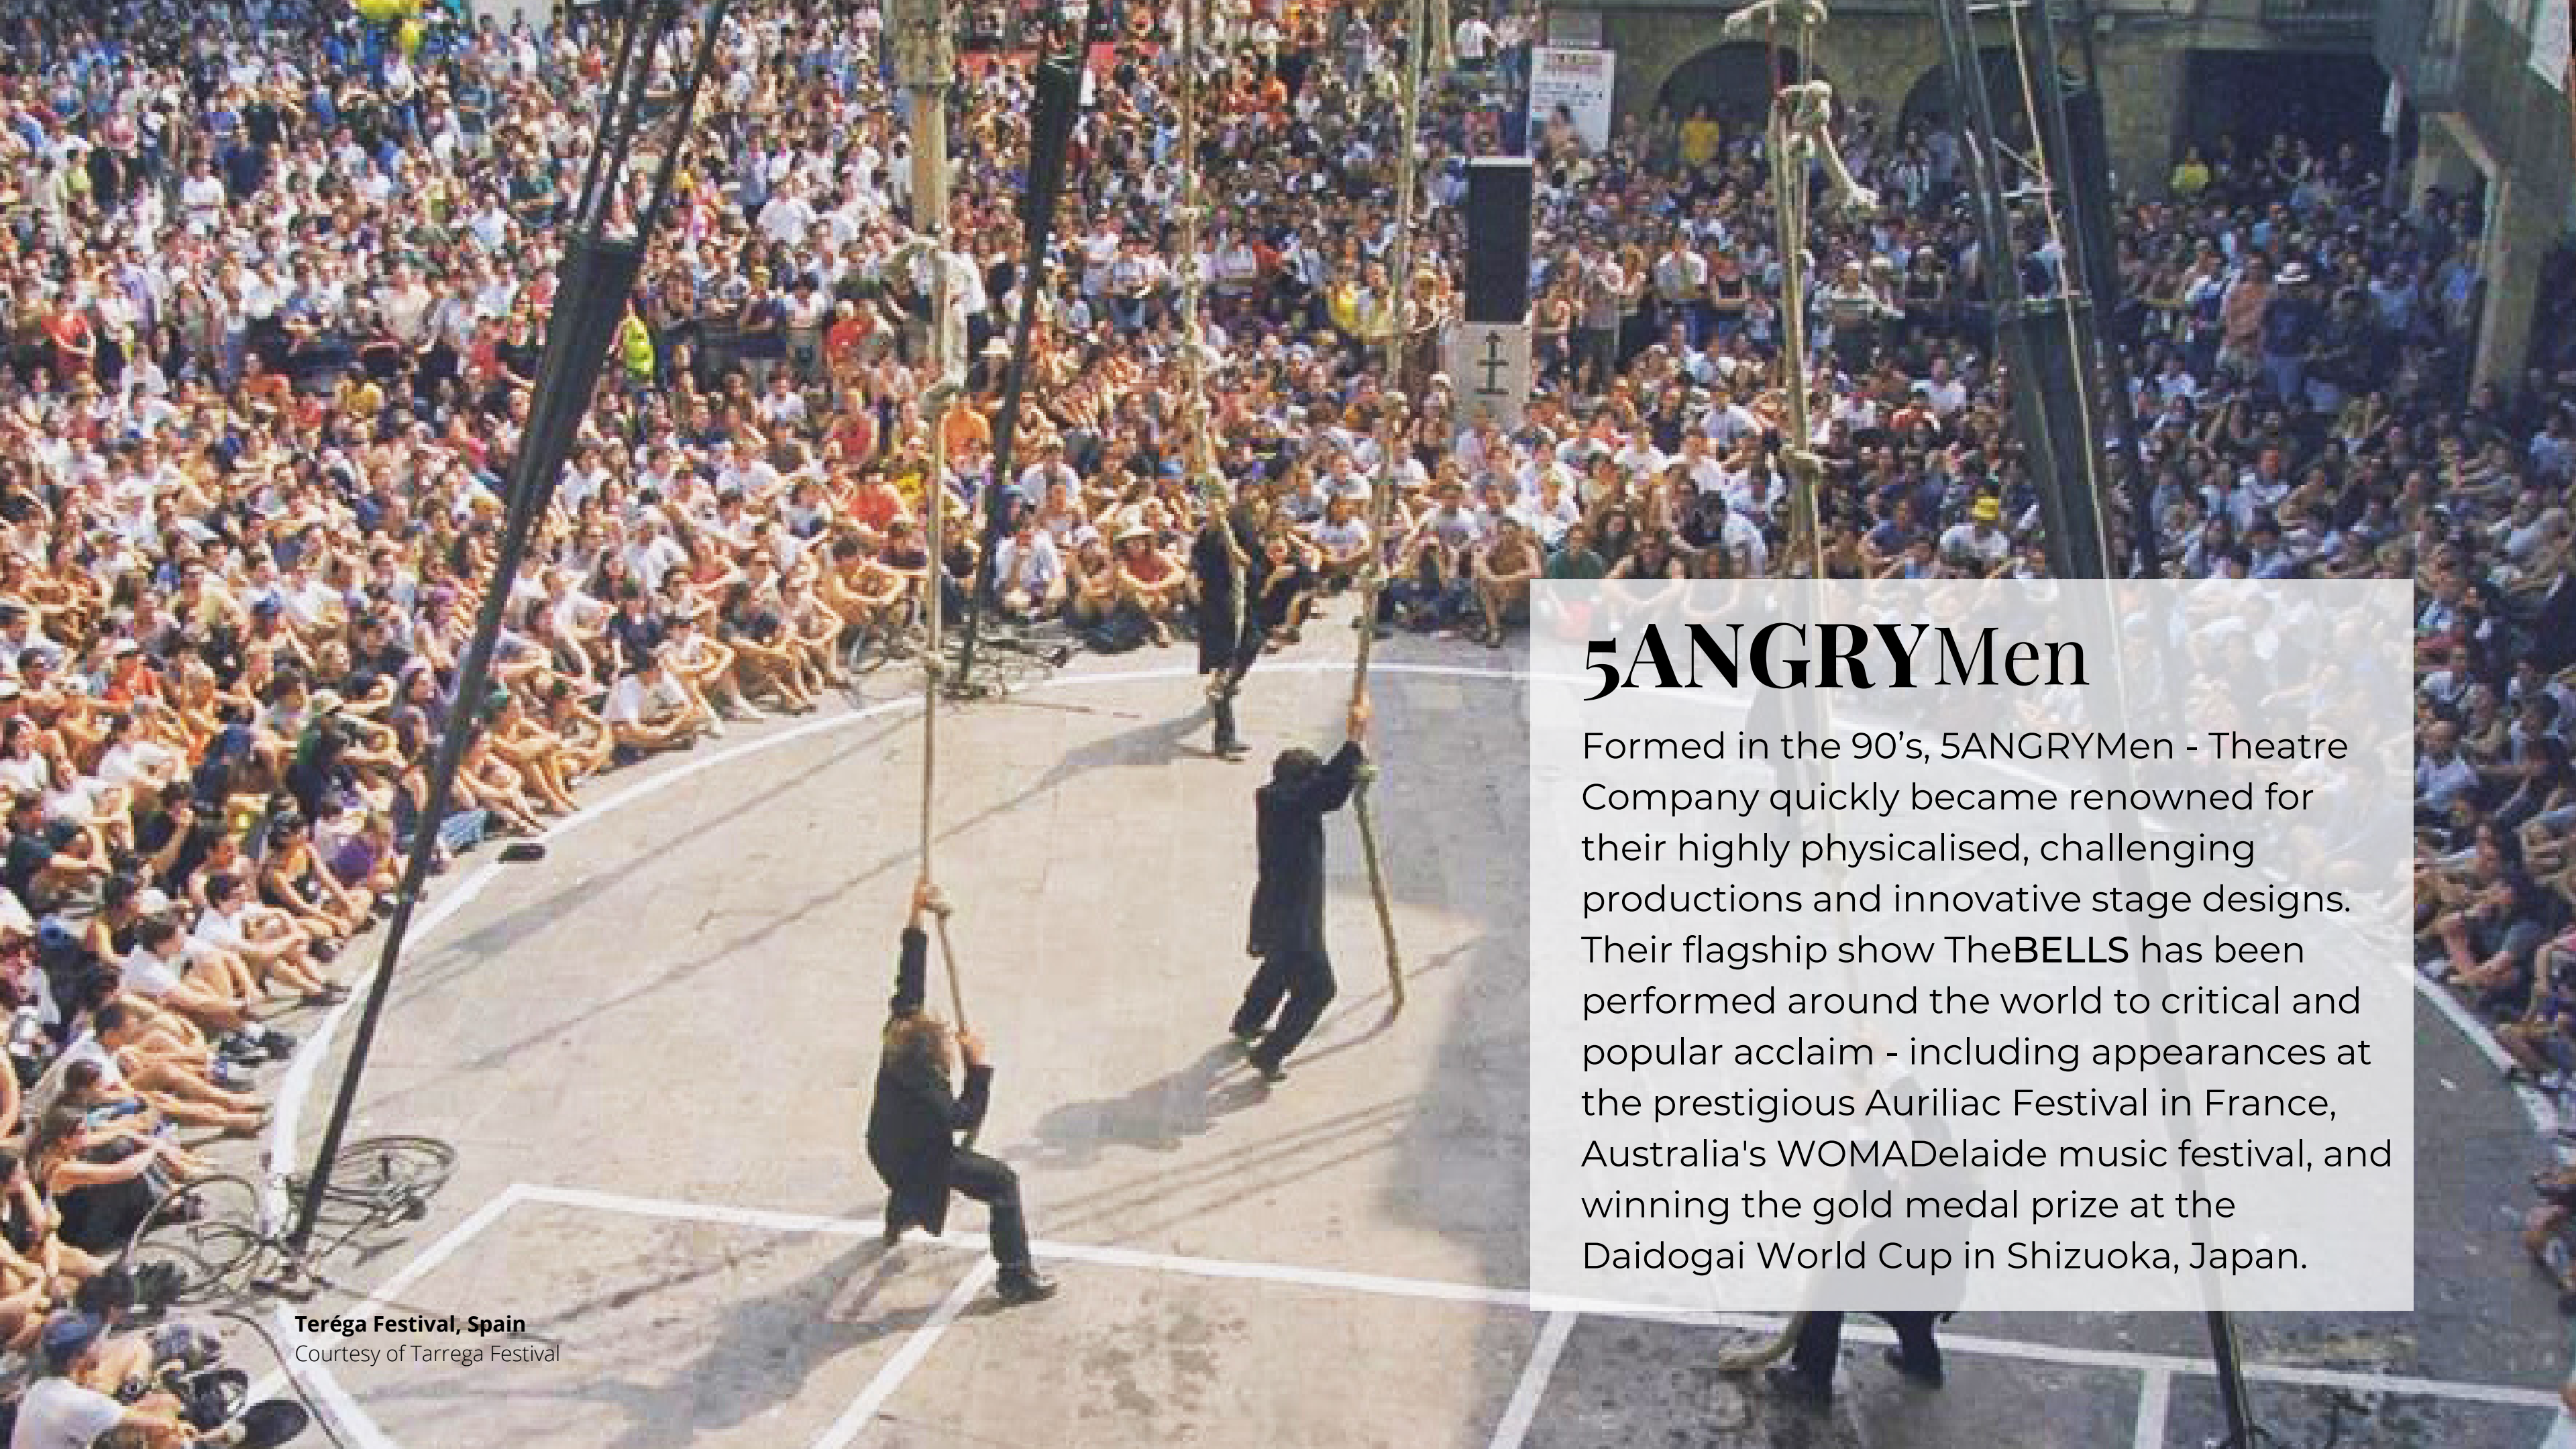 5ANGRYMen
Formed in the 90’s, 5ANGRYMen - Theatre
Company quickly became renowned for
their highly physicalised, challenging
productions and innovative stage designs.
Their flagship show TheBELLS has been
performed around the world to critical and
popular acclaim - including appearances at
the prestigious Auriliac Festival in France,
Australia's WOMADelaide music festival, and
winning the gold medal prize at the
Daidogai World Cup in Shizuoka, Japan.
Teréga Festival, Spain
Courtesy of Tarrega Festival